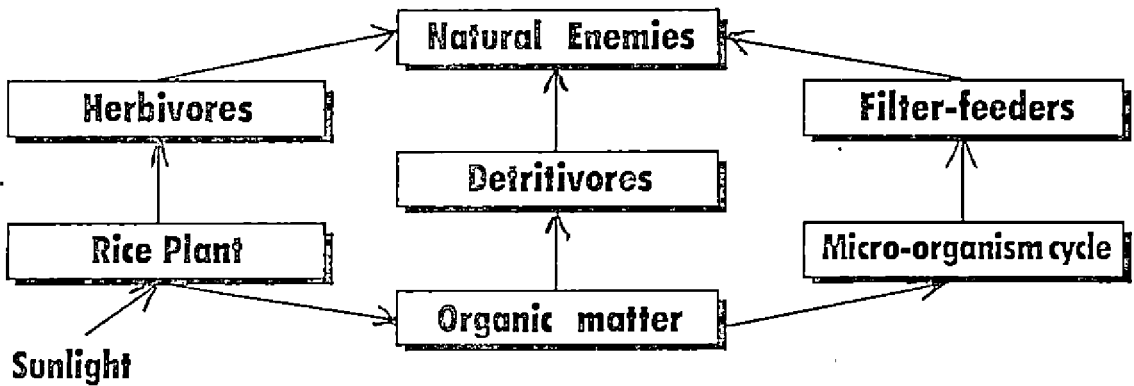 Natural Enemies
Herbivores
Filter-feeders
Detritivores
Rice Plant
Micro-organism cycle
Organic matter
Sunlight